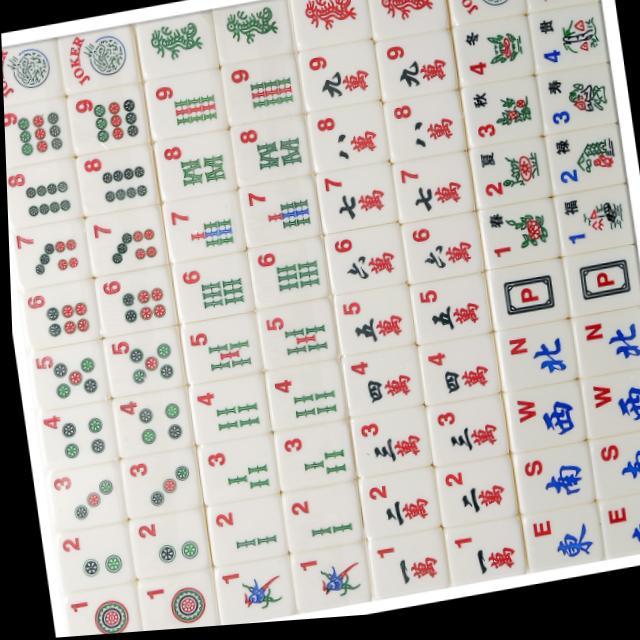 JOKER
9 9 9 9 9 九萬 9 九萬 冬 4 4
8 8 8 8 8 八萬 8 八萬 秋 3 壽 3
7 7 7 7 7 七萬 7 七萬 夏 2 祿 2
6 6 6 6 6 六萬 6 六萬 春 1 福 1
5 5 5 5 5 五萬 5 五萬 P P
4 4 4 4 4 四萬 4 四萬 N 北 N 北
3 3 3 3 3 三萬 3 三萬 W 西 W 西
2 2 2 2 2 二萬 2 二萬 S 南 S 南
1 1 1 1 1 一萬 1 一萬 E 東 E